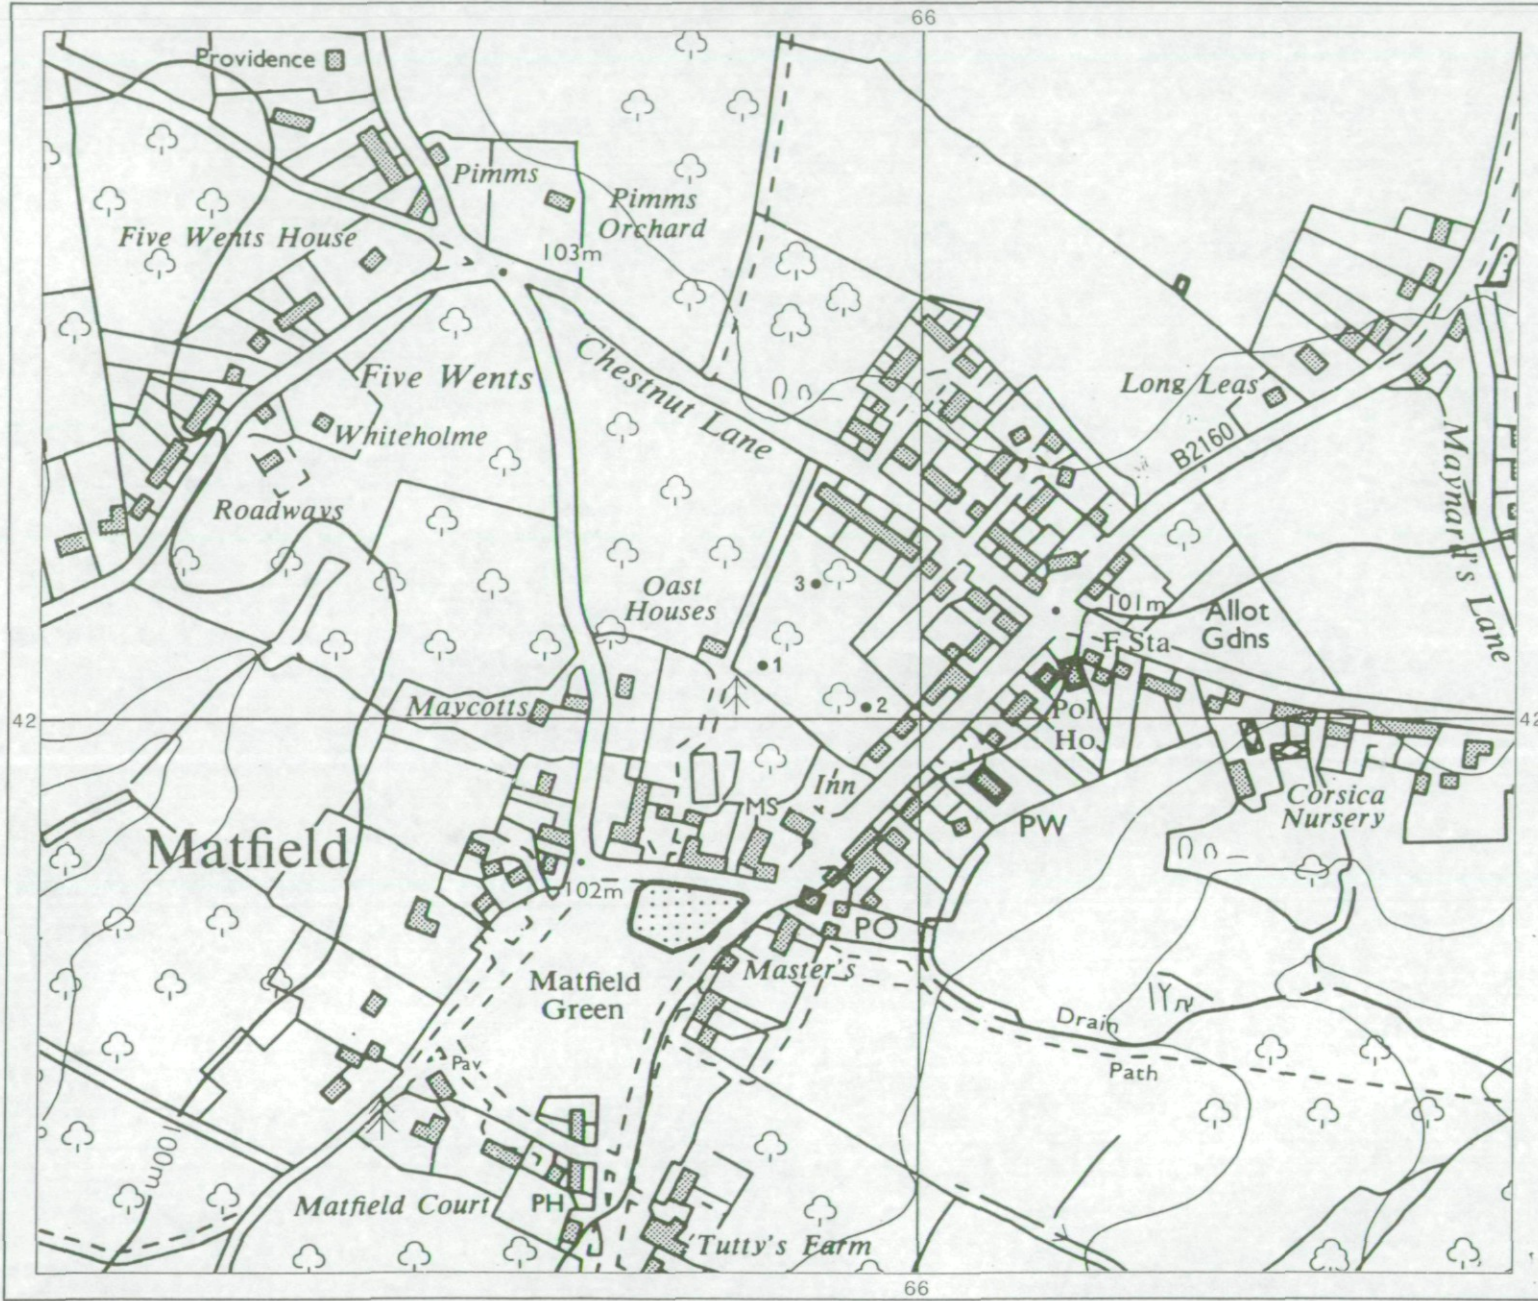 66
Providence
Pimms
Pimms
Orchard
Five Wents House
103m
Five Wents
Chestnut Lane
Long Leas
B2160
Whiteholme
Roadways
Maynard's Lane
Oast
Houses
3
1
2
101m
Allot
Gdns
F Sta
Maycotts
42
42
Pol
Ho
Inn
MS
Corsica
Nursery
PW
Matfield
102m
PO
Master's
Matfield
Green
Drain
Path
Pav
100m
Matfield Court
PH
Tutty's Farm
66